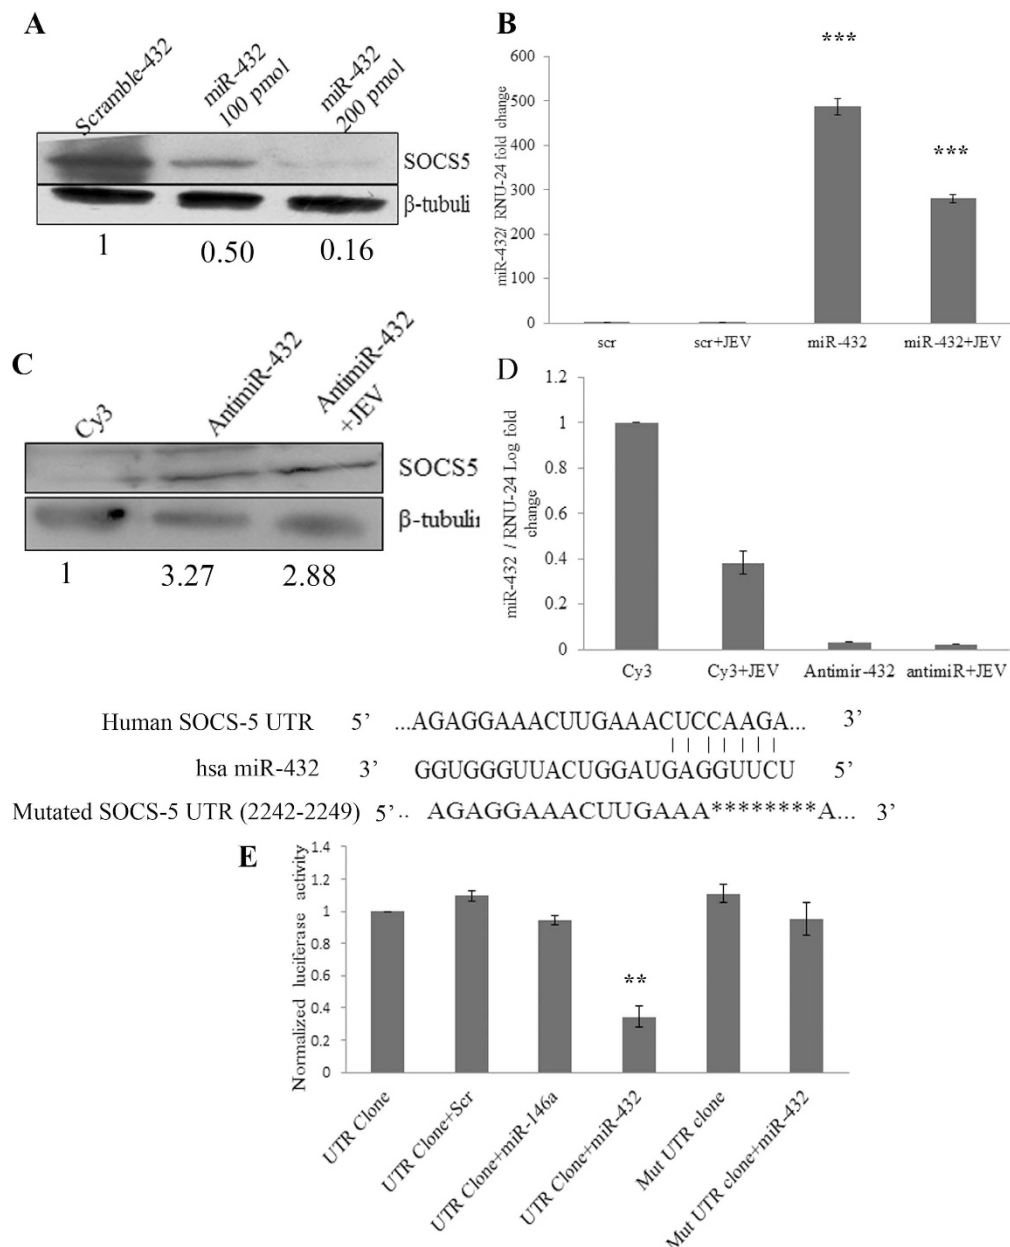 A
Scramble-432
miR-432
100 pmol
miR-432
200 pmol
SOCS5
β-tubuli
1
0.50
0.16
B
***
***
miR-432/ RNU-24 fold change
600
500
400
300
200
100
0
scr
scr+JEV
miR-432
miR-432+JEV
C
Cy3
AntimiR-432
AntimiR-432
+JEV
SOCS5
β-tubulin
1
3.27
2.88
D
miR-432 / RNU-24 Log fold
change
1.2
1
0.8
0.6
0.4
0.2
0
Cy3
Cy3+JEV
Antimir-432
antimiR+JEV
Human SOCS-5 UTR 5’ ...AGAGGAAACUUGAAACUCCAAGA... 3’
hsa miR-432 3’ GGUGGGUUACUGGAUGAGGUUCU 5’
Mutated SOCS-5 UTR (2242-2249) 5’ .. AGAGGAAACUUGAAA********A... 3’
E
Normalized luciferase activity
1.4
1.2
1
0.8
0.6
0.4
0.2
0
**
UTR Clone
UTR Clone+Scr
UTR Clone+miR-146a
UTR Clone+miR-432
Mut UTR clone
Mut UTR clone+miR-432